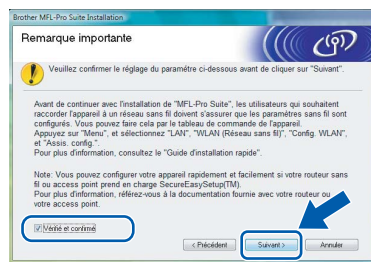 Brother MFL-Pro Suite Installation
Remarque importante
Veuillez confirmer le réglage du paramétre ci-dessous avant de cliquer sur "Suivant".
Avant de continuer avec l'installation de "MFL-Pro Suite", les utilisateurs qui souhaitent
raccorder l'appareil à un réseau sans fil doivent s'assurer que les paramètres sans fil sont
configurés. Vous pouvez faire cela par le tableau de commande de l'appareil.
Appuyez sur "Menu", et sélectionnez "LAN", "WLAN (Réseau sans fil)", "Config. WLAN",
et "Assis. config.".
Pour plus d'information, consultez le "Guide d'installation rapide".
Note: Vous pouvez configurer votre appareil rapidement et facilement si votre routeur sans
fil ou access point prend en charge SecureEasySetup(TM).
Pour plus d'information, référez-vous à la documentation fournie avec votre routeur ou
votre access point.
Vérifié et confirmé
< Précédent
Suivant >
Annuler